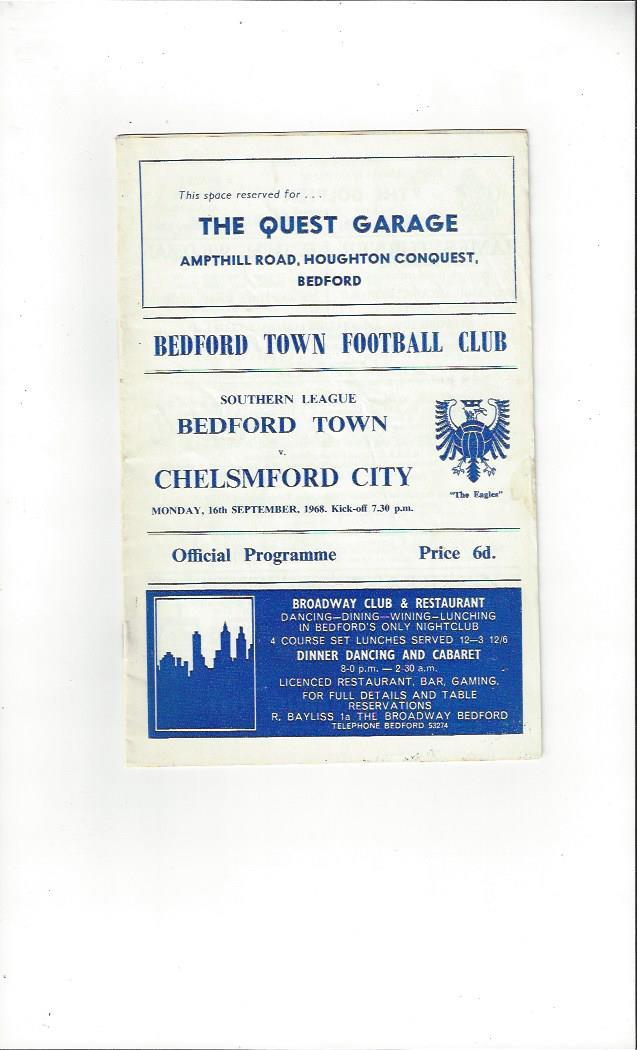 This space reserved for . . .
THE QUEST GARAGE
AMPTHILL ROAD, HOUGHTON CONQUEST,
BEDFORD
BEDFORD TOWN FOOTBALL CLUB
SOUTHERN LEAGUE
BEDFORD TOWN
v.
CHELSMFORD CITY
MONDAY, 16th SEPTEMBER, 1968. Kick-off 7.30 p.m.
"The Eagles"
Official Programme Price 6d.
BROADWAY CLUB & RESTAURANT
DANCING—DINING—WINING—LUNCHING
IN BEDFORD'S ONLY NIGHTCLUB
4 COURSE SET LUNCHES SERVED 12—3 12/6
DINNER DANCING AND CABARET
8-0 p.m. — 2-30 a.m.
LICENCED RESTAURANT, BAR, GAMING.
FOR FULL DETAILS AND TABLE
RESERVATIONS
R. BAYLISS 1a THE BROADWAY BEDFORD
TELEPHONE BEDFORD 53274